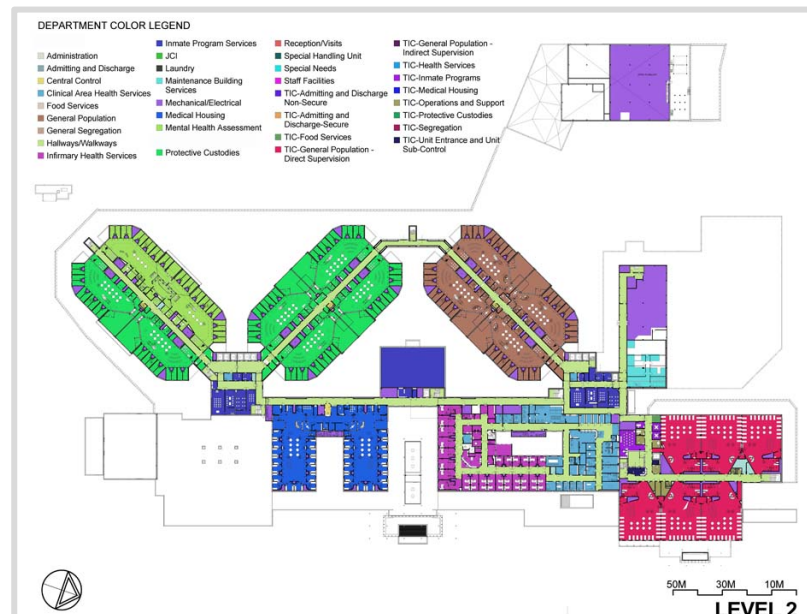 DEPARTMENT COLOR LEGEND
Administration
Admitting and Discharge
Central Control
Clinical Area Health Services
Food Services
General Population
General Segregation
Hallways/Walkways
Infirmary Health Services
Inmate Program Services
JCI
Laundry
Maintenance Building
Services
Mechanical/Electrical
Medical Housing
Mental Health Assessment
Protective Custodies
Reception/Visits
Special Handling Unit
Special Needs
Staff Facilities
TIC-Admitting and Discharge
Non-Secure
TIC-Admitting and
Discharge-Secure
TIC-Food Services
TIC-General Population -
Direct Supervision
TIC-General Population -
Indirect Supervision
TIC-Health Services
TIC-Inmate Programs
TIC-Medical Housing
TIC-Operations and Support
TIC-Protective Custodies
TIC-Segregation
TIC-Unit Entrance and Unit
Sub-Control
50M 30M 10M
LEVEL 2